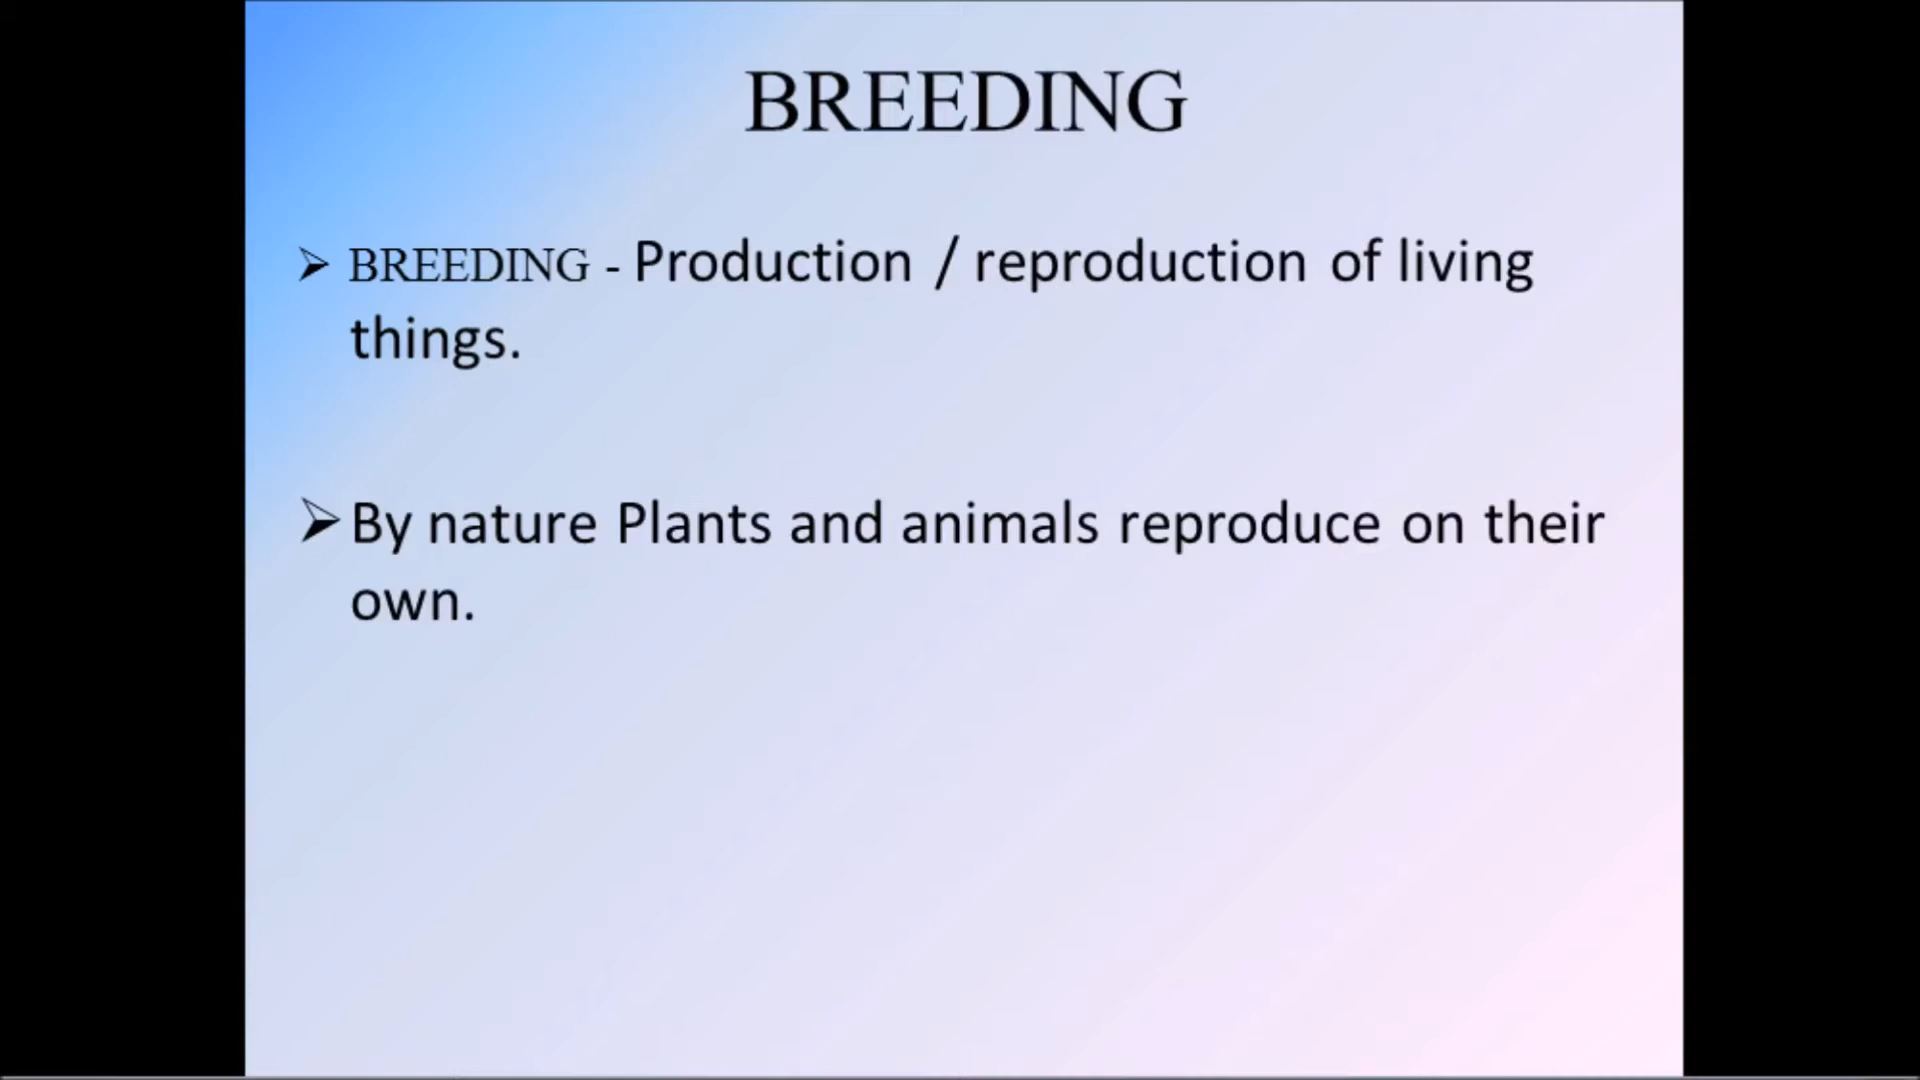 BREEDING
➢ BREEDING - Production / reproduction of living
things.
➢ By nature Plants and animals reproduce on their
own.